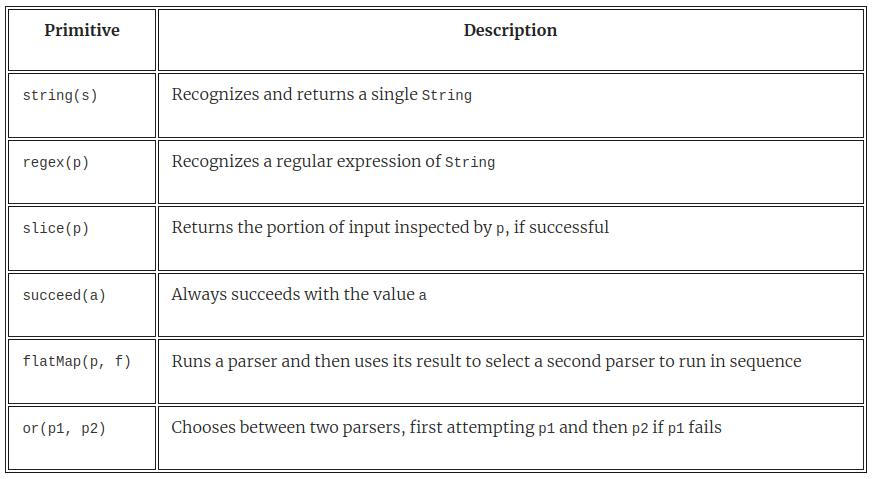 Primitive Description
string(s) Recognizes and returns a single String
regex(p) Recognizes a regular expression of String
slice(p) Returns the portion of input inspected by p, if successful
succeed(a) Always succeeds with the value a
flatMap(p, f) Runs a parser and then uses its result to select a second parser to run in sequence
or(p1, p2) Chooses between two parsers, first attempting p1 and then p2 if p1 fails